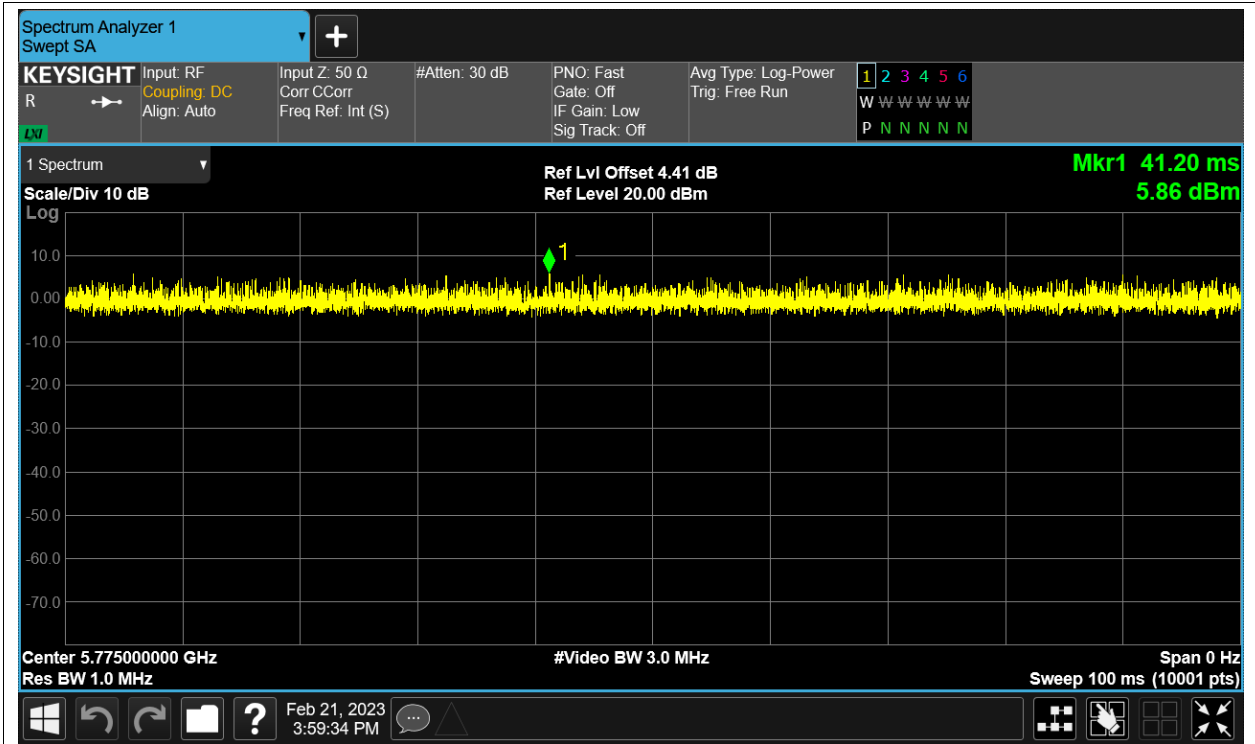 Spectrum Analyzer 1
Swept SA
KEYSIGHT
R
LXI
Input: RF
Coupling: DC
Align: Auto
Input Z: 50 Ω
Corr CCorr
Freq Ref: Int (S)
#Atten: 30 dB
PNO: Fast
Gate: Off
IF Gain: Low
Sig Track: Off
Avg Type: Log-Power
Trig: Free Run
1 2 3 4 5 6
W W W W W W
P N N N N N
1 Spectrum
Scale/Div 10 dB
Ref Lvl Offset 4.41 dB
Ref Level 20.00 dBm
Mkr1 41.20 ms
5.86 dBm
Log
1
10.0
0.00
-10.0
-20.0
-30.0
-40.0
-50.0
-60.0
-70.0
Center 5.775000000 GHz
Res BW 1.0 MHz
#Video BW 3.0 MHz
Span 0 Hz
Sweep 100 ms (10001 pts)
?
Feb 21, 2023
3:59:34 PM